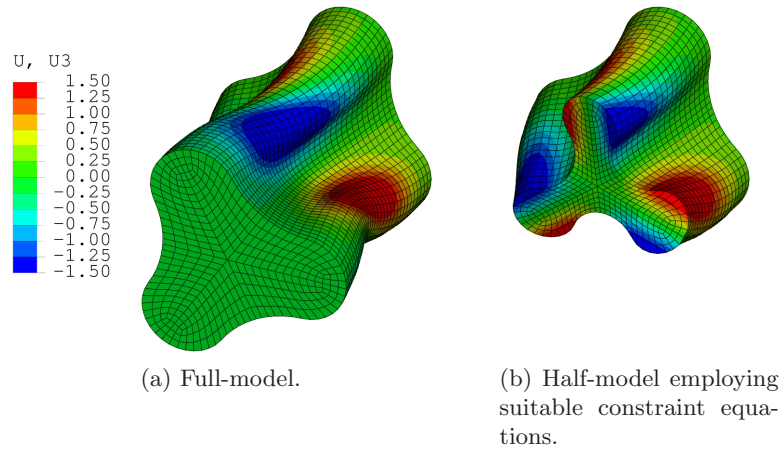 U, U3
1.50
1.25
1.00
0.75
0.50
0.25
0.00
−0.25
−0.50
−0.75
−1.00
−1.25
−1.50
(a) Full-model.
(b) Half-model employing
suitable constraint equa-
tions.